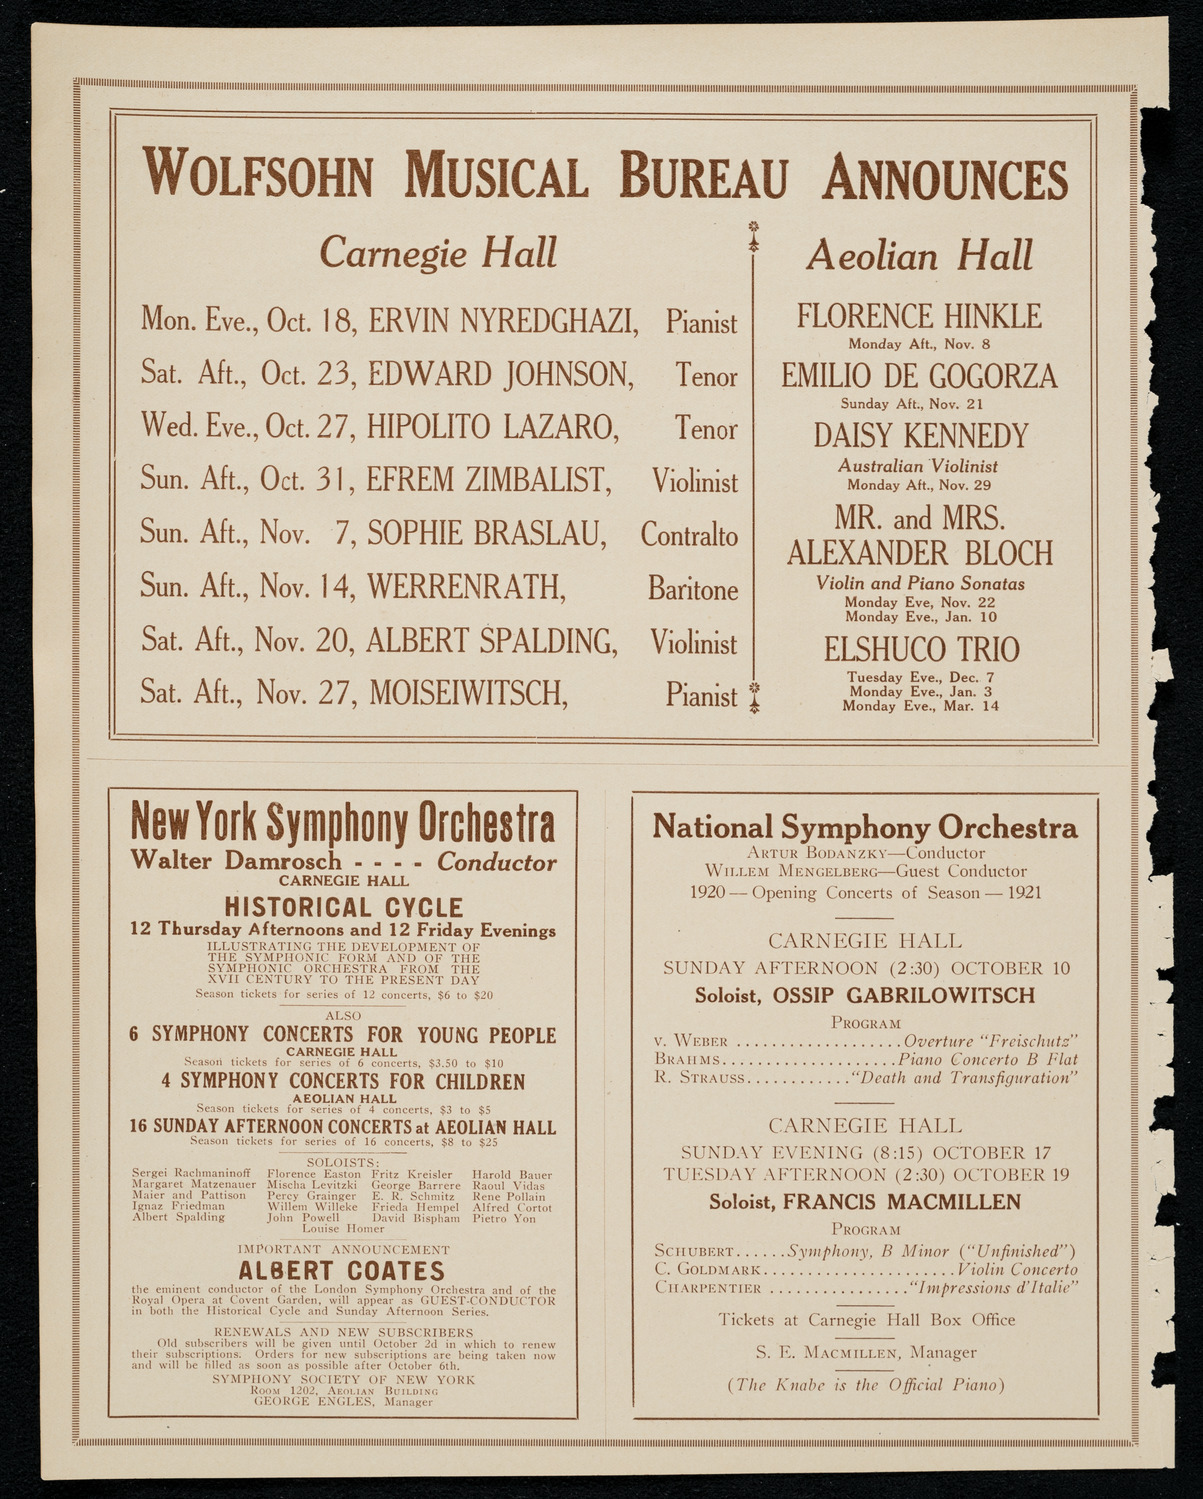 WOLFSOHN MUSICAL BUREAU ANNOUNCES
Carnegie Hall
Mon. Eve., Oct. 18, ERVIN NYREDGHAZI, Pianist
Sat. Aft., Oct. 23, EDWARD JOHNSON, Tenor
Wed. Eve., Oct. 27, HIPOLITO LAZARO, Tenor
Sun. Aft., Oct. 31, EFREM ZIMBALIST, Violinist
Sun. Aft., Nov. 7, SOPHIE BRASLAU, Contralto
Sun. Aft., Nov. 14, WERRENRATH, Baritone
Sat. Aft., Nov. 20, ALBERT SPALDING, Violinist
Sat. Aft., Nov. 27, MOISEIWITSCH, Pianist
Aeolian Hall
FLORENCE HINKLE
Monday Aft., Nov. 8
EMILIO DE GOGORZA
Sunday Aft., Nov. 21
DAISY KENNEDY
Australian Violinist
Monday Aft., Nov. 29
MR. and MRS.
ALEXANDER BLOCH
Violin and Piano Sonatas
Monday Eve, Nov. 22
Monday Eve., Jan. 10
ELSHUCO TRIO
Tuesday Eve., Dec. 7
Monday Eve., Jan. 3
Monday Eve., Mar. 14
New York Symphony Orchestra
Walter Damrosch - - - - Conductor
CARNEGIE HALL
HISTORICAL CYCLE
12 Thursday Afternoons and 12 Friday Evenings
ILLUSTRATING THE DEVELOPMENT OF
THE SYMPHONIC FORM AND OF THE
SYMPHONIC ORCHESTRA FROM THE
XVII CENTURY TO THE PRESENT DAY
Season tickets for series of 12 concerts, $6 to $20
ALSO
6 SYMPHONY CONCERTS FOR YOUNG PEOPLE
CARNEGIE HALL
Season tickets for series of 6 concerts, $3.50 to $10
4 SYMPHONY CONCERTS FOR CHILDREN
AEOLIAN HALL
Season tickets for series of 4 concerts, $3 to $5
16 SUNDAY AFTERNOON CONCERTS at AEOLIAN HALL
Season tickets for series of 16 concerts, $8 to $25
SOLOISTS:
Sergei Rachmaninoff Florence Easton Fritz Kreisler Harold Bauer
Margaret Matzenauer Mischa Levitzki George Barrere Raoul Vidas
Maier and Pattison Percy Grainger E. R. Schmitz Rene Pollain
Ignaz Friedman Willem Willeke Frieda Hempel Alfred Cortot
Albert Spalding John Powell David Bispham Pietro Yon
Louise Homer
IMPORTANT ANNOUNCEMENT
ALBERT COATES
the eminent conductor of the London Symphony Orchestra and of the
Royal Opera at Covent Garden, will appear as GUEST-CONDUCTOR
in both the Historical Cycle and Sunday Afternoon Series.
RENEWALS AND NEW SUBSCRIBERS
Old subscribers will be given until October 2d in which to renew
their subscriptions. Orders for new subscriptions are being taken now
and will be filled as soon as possible after October 6th.
SYMPHONY SOCIETY OF NEW YORK
ROOM 1202, AEOLIAN BUILDING
GEORGE ENGLES, Manager
National Symphony Orchestra
ARTUR BODANZKY—Conductor
WILLEM MENGELBERG—Guest Conductor
1920 — Opening Concerts of Season — 1921
CARNEGIE HALL
SUNDAY AFTERNOON (2:30) OCTOBER 10
Soloist, OSSIP GABRILOWITSCH
PROGRAM
V. WEBER ..................Overture "Freischutz"
BRAHMS...................Piano Concerto B Flat
R. STRAUSS............"Death and Transfiguration"
CARNEGIE HALL
SUNDAY EVENING (8:15) OCTOBER 17
TUESDAY AFTERNOON (2:30) OCTOBER 19
Soloist, FRANCIS MACMILLEN
PROGRAM
SCHUBERT......Symphony, B Minor ("Unfinished")
C. GOLDMARK.....................Violin Concerto
CHARPENTIER ................"Impressions d'Italie"
Tickets at Carnegie Hall Box Office
S. E. MACMILLEN, Manager
(The Knabe is the Official Piano)